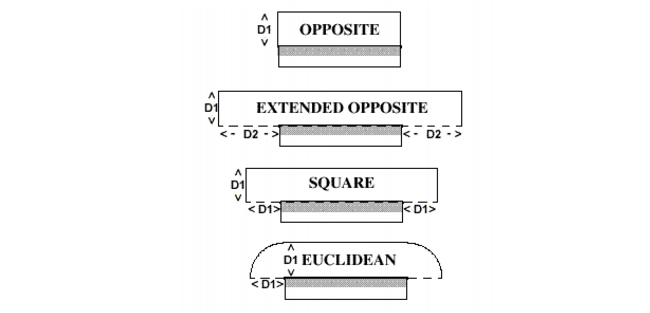 OPPOSITE
D1
EXTENDED OPPOSITE
D1
< - D2 - >
< - D2 - >
SQUARE
D1
< D1>
< D1>
EUCLIDEAN
D1
< D1>